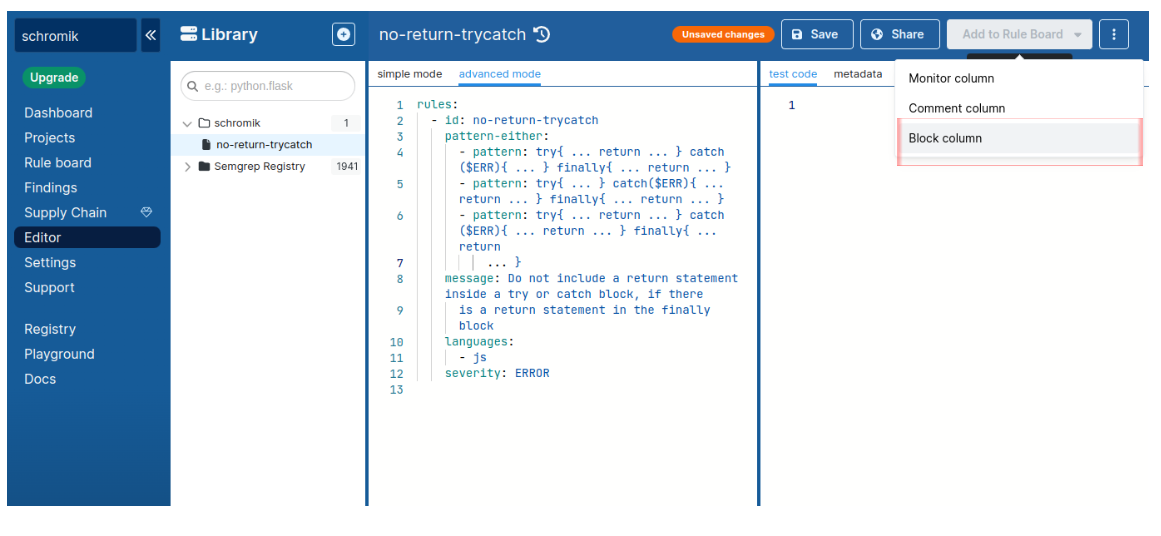 schromik
Library
no-return-trycatch
Unsaved changes
Save
Share
Add to Rule Board
Upgrade
Dashboard
Projects
Rule board
Findings
Supply Chain
Editor
Settings
Support
Registry
Playground
Docs
e.g.: python.flask
schromik 1
no-return-trycatch
Semgrep Registry 1941
simple mode advanced mode
1 rules:
2 - id: no-return-trycatch
3 pattern-either:
4 - pattern: try{ ... return ... } catch
($ERR){ ... } finally{ ... return ... }
5 - pattern: try{ ... } catch($ERR){ ...
return ... } finally{ ... return ... }
6 - pattern: try{ ... return ... } catch
($ERR){ ... return ... } finally{ ...
return
7 ... }
8 message: Do not include a return statement
inside a try or catch block, if there
9 is a return statement in the finally
block
10 languages:
11 - js
12 severity: ERROR
13
test code metadata
1
Monitor column
Comment column
Block column